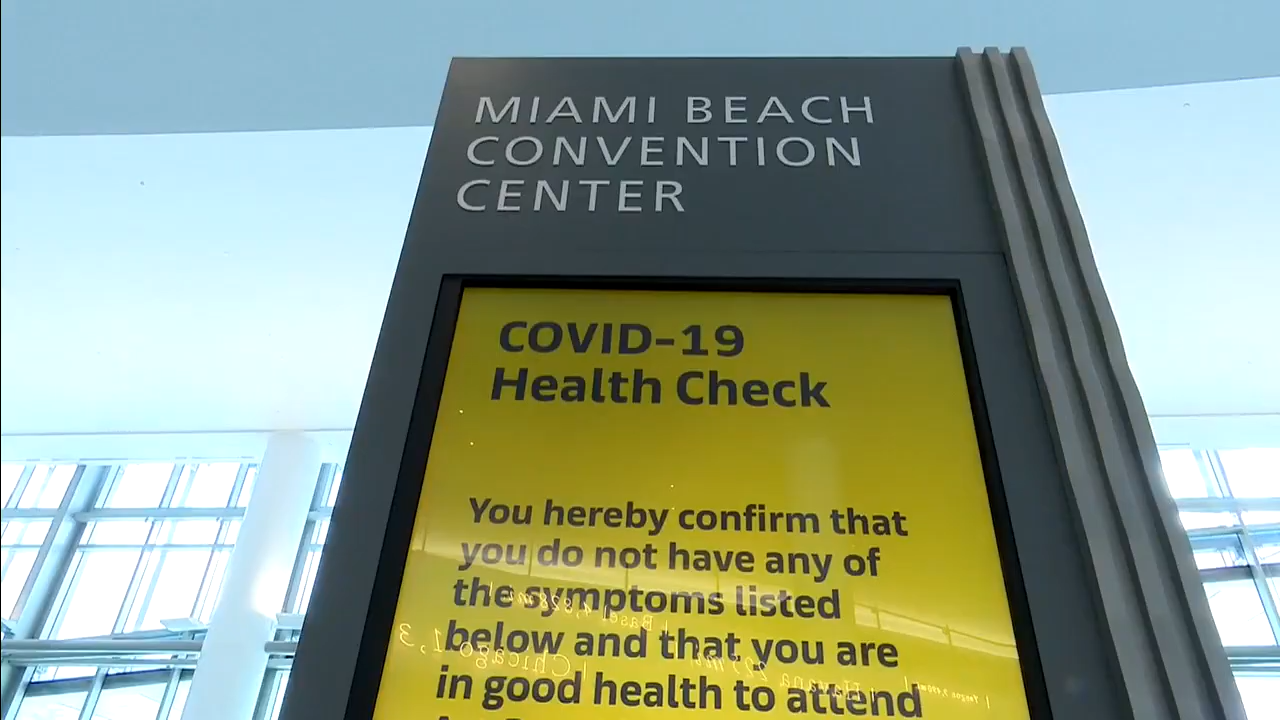 MIAMI BEACH
CONVENTION
CENTER
COVID-19
Health Check
You hereby confirm that
you do not have any of
the symptoms listed
below and that you are
in good health to attend